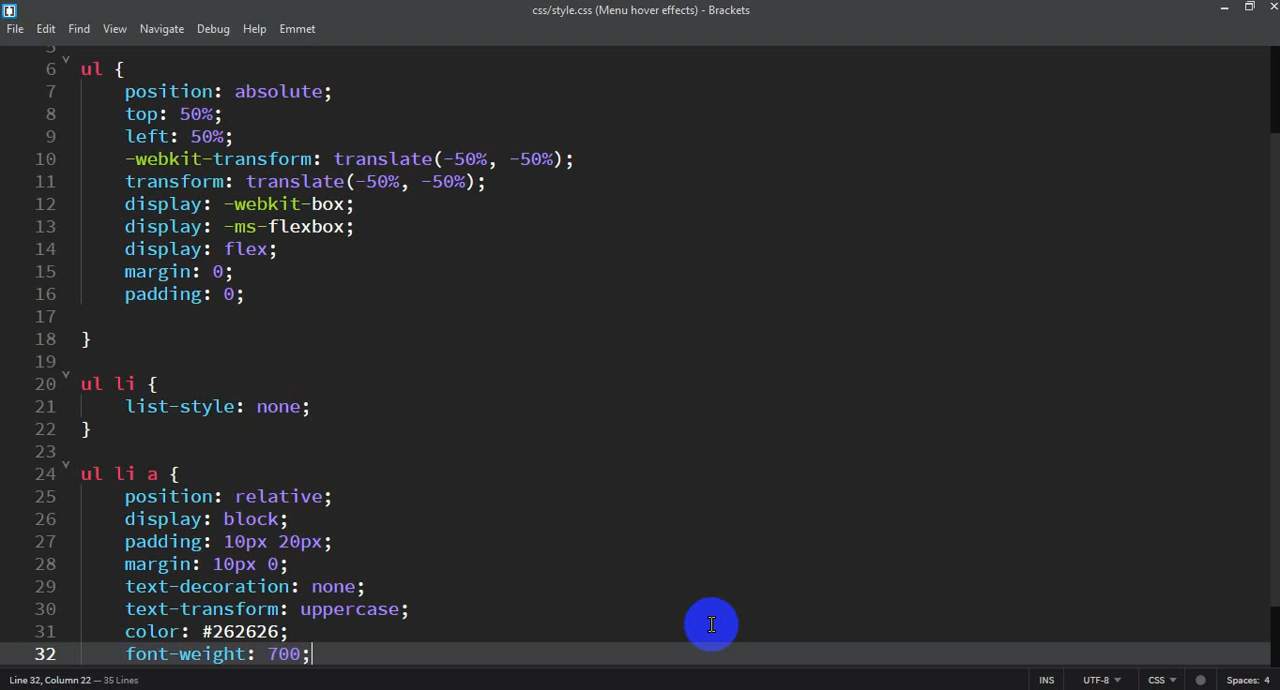 css/style.css (Menu hover effects) - Brackets
File Edit Find View Navigate Debug Help Emmet
5
6 ul {
7 position: absolute;
8 top: 50%;
9 left: 50%;
10 -webkit-transform: translate(-50%, -50%);
11 transform: translate(-50%, -50%);
12 display: -webkit-box;
13 display: -ms-flexbox;
14 display: flex;
15 margin: 0;
16 padding: 0;
17
18 }
19
20 ul li {
21 list-style: none;
22 }
23
24 ul li a {
25 position: relative;
26 display: block;
27 padding: 10px 20px;
28 margin: 10px 0;
29 text-decoration: none;
30 text-transform: uppercase;
31 color: #262626;
32 font-weight: 700;
Line 32, Column 22 — 35 Lines INS UTF-8 CSS Spaces: 4